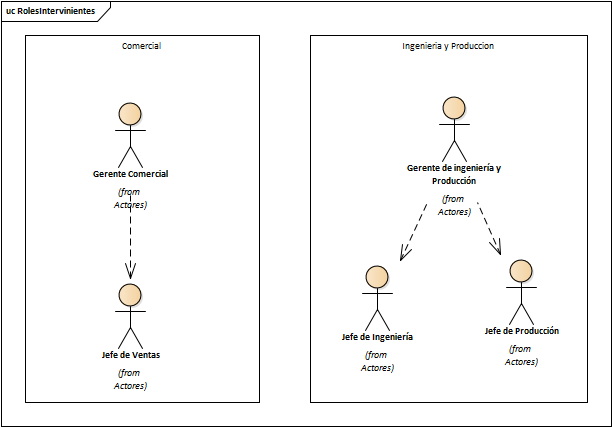 uc RolesIntervinientes
Comercial
Gerente Comercial
(from
Actores)
Jefe de Ventas
(from
Actores)
Ingenieria y Produccion
Gerente de ingeniería y
Producción
(from
Actores)
Jefe de Ingeniería
(from
Actores)
Jefe de Producción
(from
Actores)